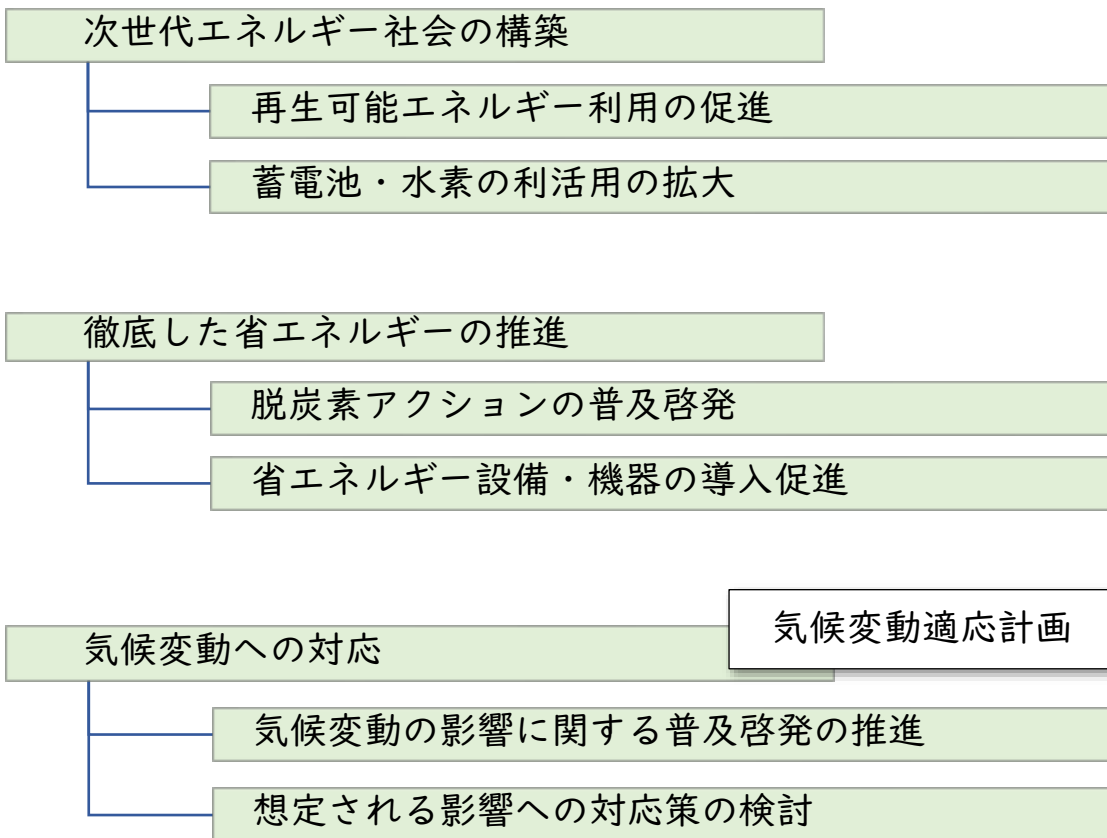 次世代エネルギー社会の構築
再生可能エネルギー利用の促進
蓄電池・水素の利活用の拡大
徹底した省エネルギーの推進
脱炭素アクションの普及啓発
省エネルギー設備・機器の導入促進
気候変動適応計画
気候変動への対応
気候変動の影響に関する普及啓発の推進
想定される影響への対応策の検討